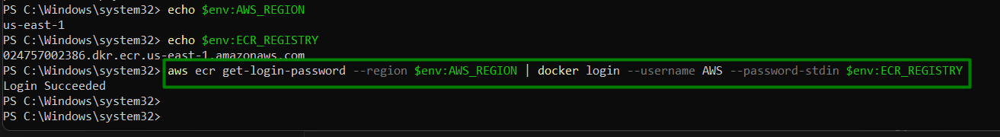 PS C:\Windows\system32> echo $env:AWS_REGION
us-east-1
PS C:\Windows\system32> echo $env:ECR_REGISTRY
024757002386.dkr.ecr.us-east-1.amazonaws.com
PS C:\Windows\system32> aws ecr get-login-password --region $env:AWS_REGION | docker login --username AWS --password-stdin $env:ECR_REGISTRY
Login Succeeded
PS C:\Windows\system32>
PS C:\Windows\system32>